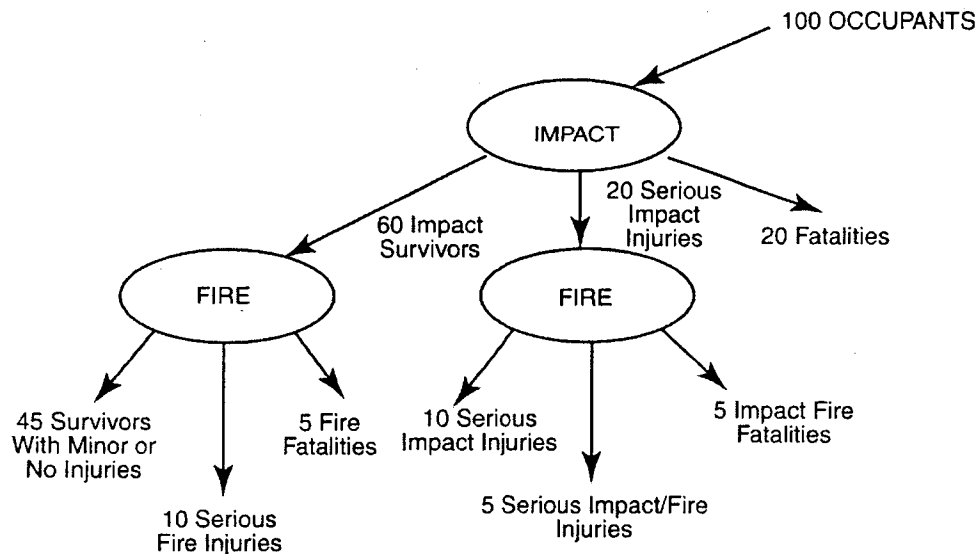 100 OCCUPANTS
IMPACT
60 Impact
Survivors
20 Serious
Impact
Injuries
20 Fatalities
FIRE
FIRE
45 Survivors
With Minor or
No Injuries
10 Serious
Fire Injuries
5 Fire
Fatalities
10 Serious
Impact Injuries
5 Serious Impact/Fire
Injuries
5 Impact Fire
Fatalities